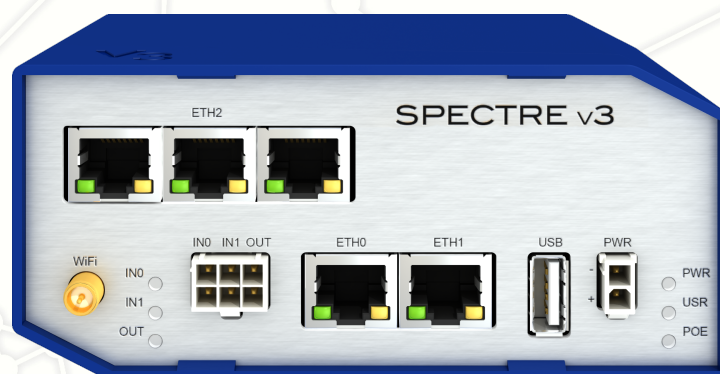 V3
ETH2
SPECTRE v3
WiFi
IN0
IN1
OUT
IN0 IN1 OUT
ETH0
ETH1
USB
PWR
-
+
PWR
USR
POE